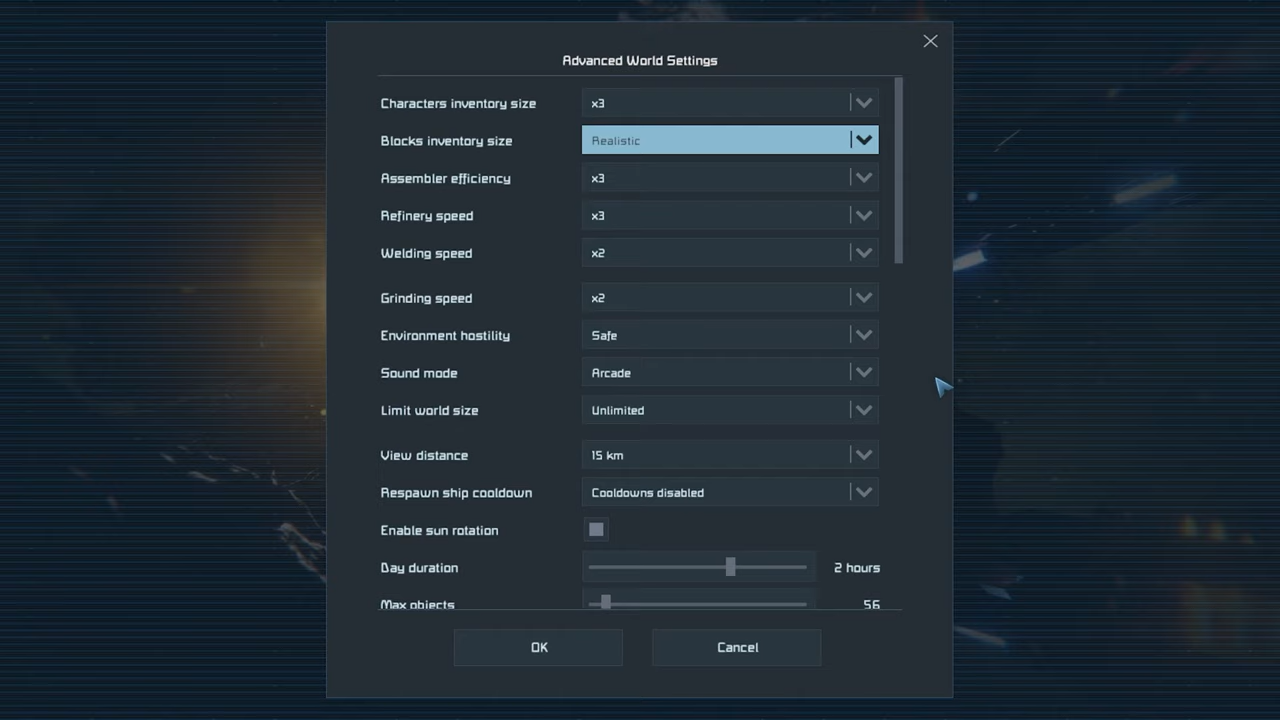 Advanced World Settings
Characters inventory size x3
Blocks inventory size Realistic
Assembler efficiency x3
Refinery speed x3
Welding speed x2
Grinding speed x2
Environment hostility Safe
Sound mode Arcade
Limit world size Unlimited
View distance 15 km
Respawn ship cooldown Cooldowns disabled
Enable sun rotation
Day duration 2 hours
Max objects 56
OK Cancel